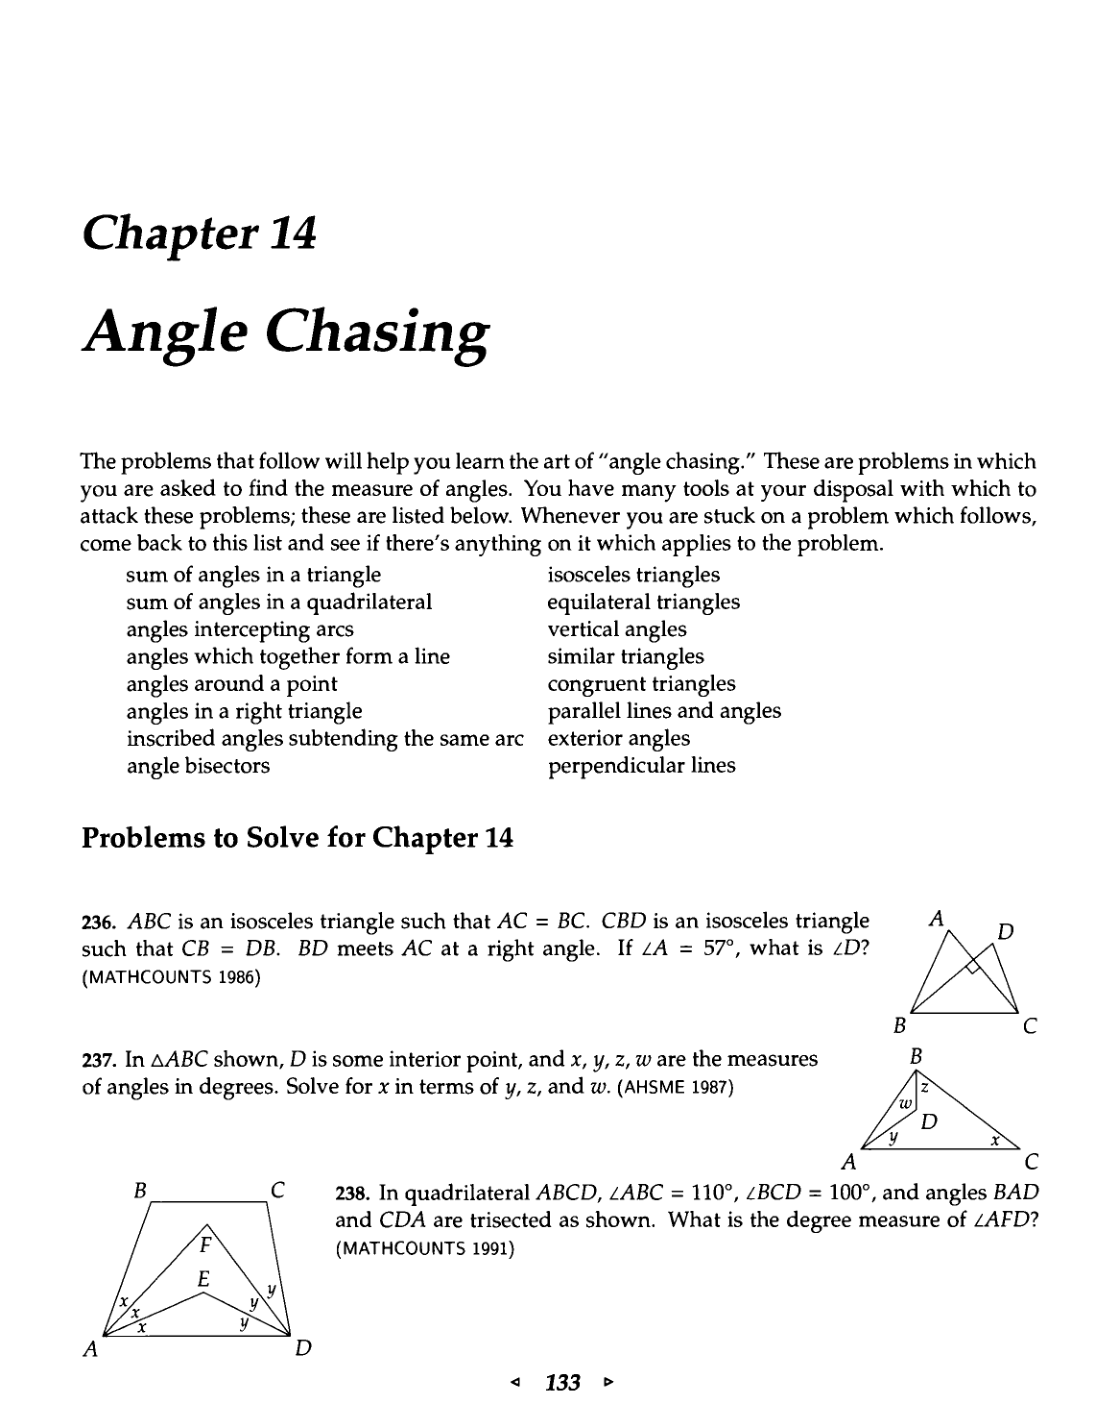 Chapter 14
Angle Chasing
The problems that follow will help you learn the art of "angle chasing." These are problems in which
you are asked to find the measure of angles. You have many tools at your disposal with which to
attack these problems; these are listed below. Whenever you are stuck on a problem which follows,
come back to this list and see if there's anything on it which applies to the problem.
sum of angles in a triangle
sum of angles in a quadrilateral
angles intercepting arcs
angles which together form a line
angles around a point
angles in a right triangle
inscribed angles subtending the same arc
angle bisectors
isosceles triangles
equilateral triangles
vertical angles
similar triangles
congruent triangles
parallel lines and angles
exterior angles
perpendicular lines
Problems to Solve for Chapter 14
236. ABC is an isosceles triangle such that AC = BC. CBD is an isosceles triangle
such that CB = DB. BD meets AC at a right angle. If ∠A = 57°, what is ∠D?
(MATHCOUNTS 1986)
A
D
B
C
237. In △ABC shown, D is some interior point, and x, y, z, w are the measures
of angles in degrees. Solve for x in terms of y, z, and w. (AHSME 1987)
B
z
w
D
y
x
A
C
B
C
F
E
x
x
x
y
y
y
A
D
238. In quadrilateral ABCD, ∠ABC = 110°, ∠BCD = 100°, and angles BAD
and CDA are trisected as shown. What is the degree measure of ∠AFD?
(MATHCOUNTS 1991)
◃ 133 ▹